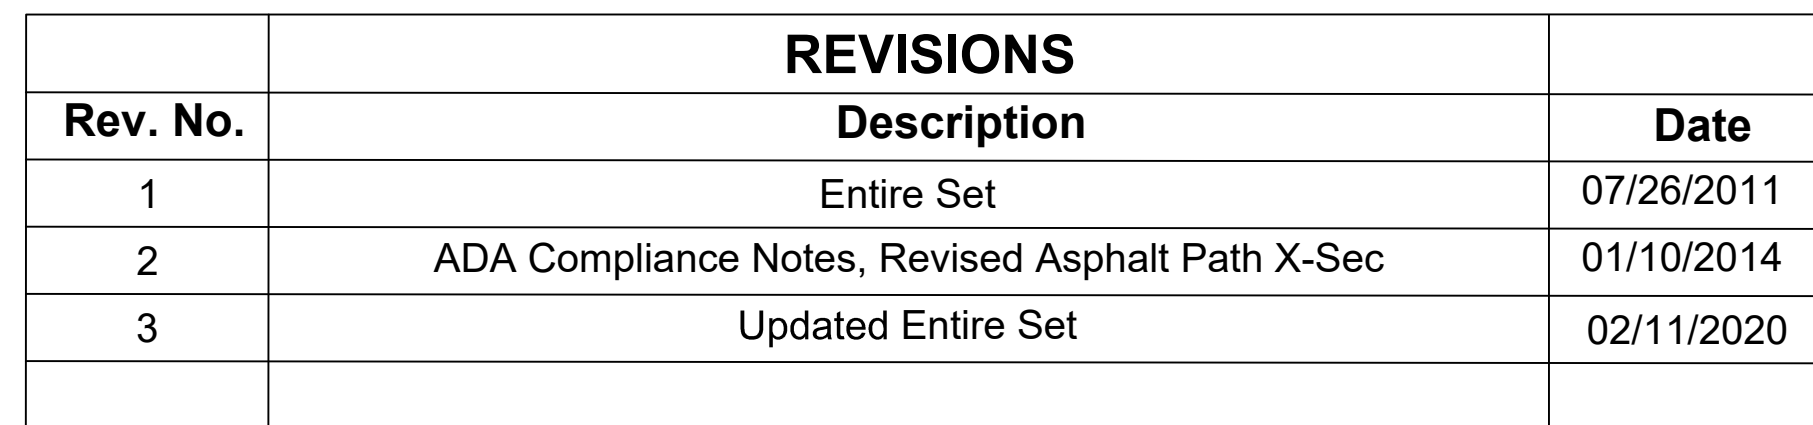 REVISIONS
Rev. No. Description Date
1 Entire Set 07/26/2011
2 ADA Compliance Notes, Revised Asphalt Path X-Sec 01/10/2014
3 Updated Entire Set 02/11/2020